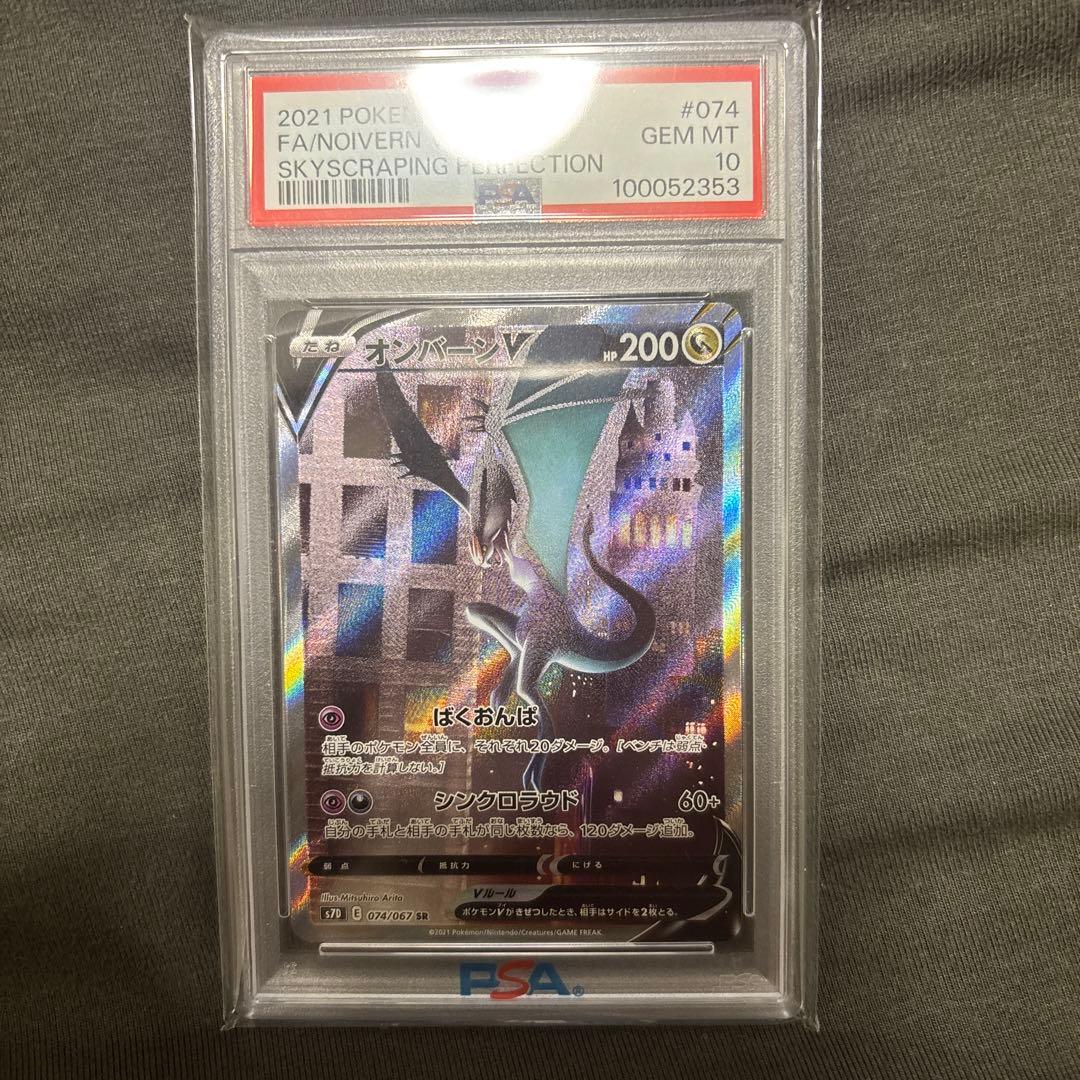 2021 POKE
#074
FA/NOIVERN
GEM MT
SKYSCRAPING PERFECTION
10
100052353
PSA
たね
オンバーンV
HP 200
ばくおんぱ
相手のポケモン全員に、それぞれ20ダメージ。[ベンチは弱点・
抵抗力を計算しない。]
シンクロラウド
60+
自分の手札と相手の手札が同じ枚数なら、120ダメージ追加。
弱点
抵抗力
にげる
Illus. Mitsuhiro Arita
Vルール
s7D E 074/067 SR
ポケモンVがきぜつしたとき、相手はサイドを2枚とる。
©2021 Pokémon/Nintendo/Creatures/GAME FREAK.
PSA®